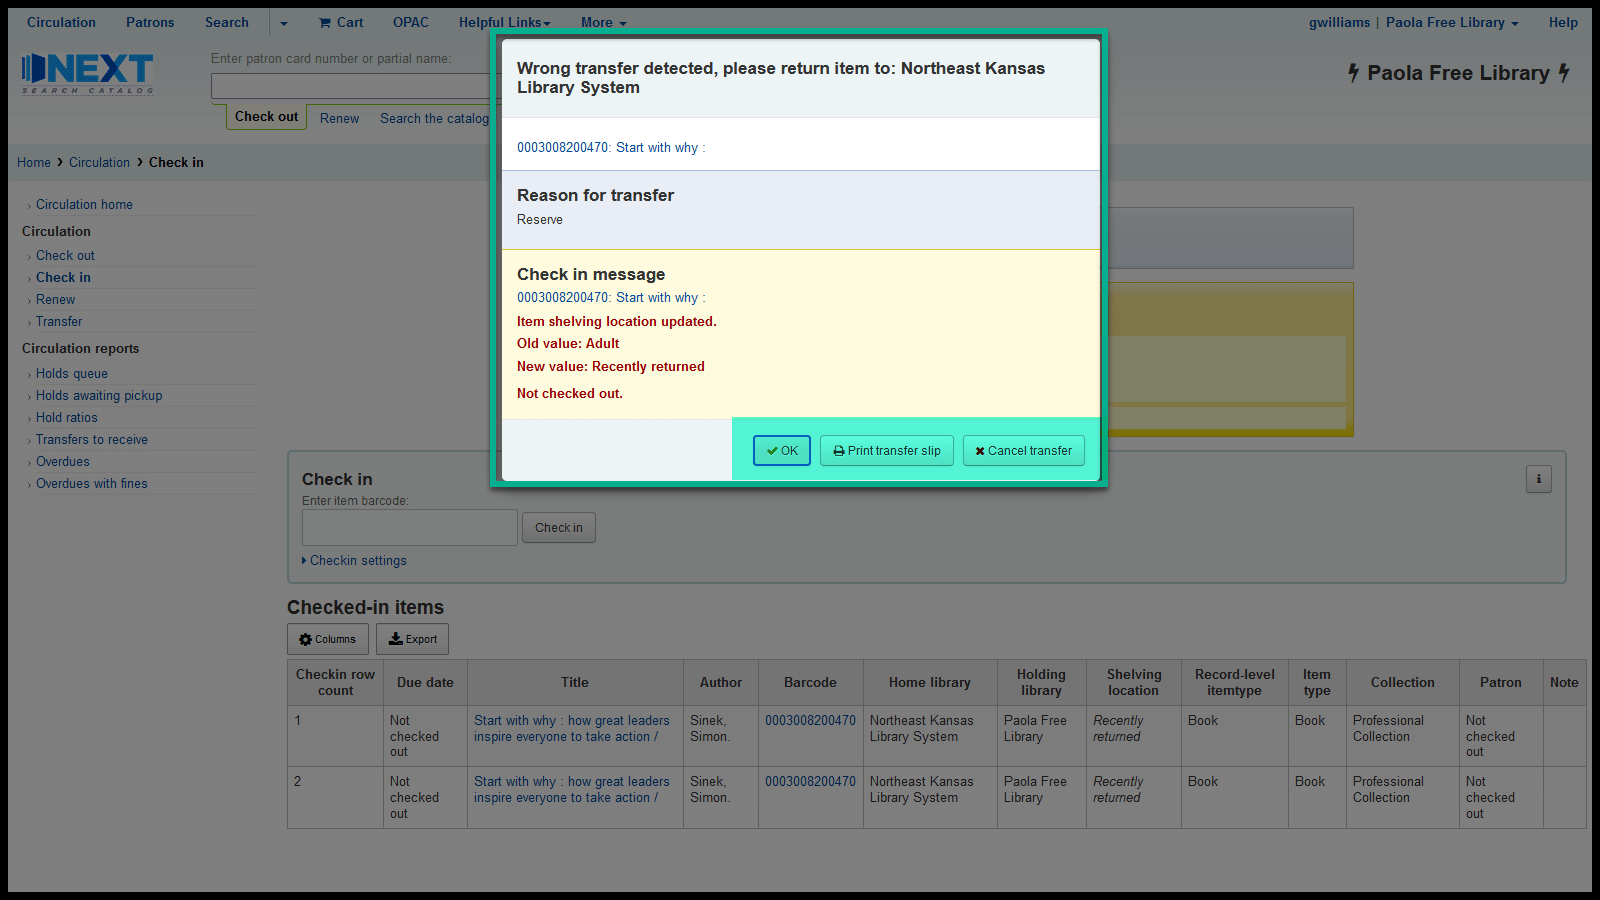 Circulation Patrons Search Cart OPAC Helpful Links More gwilliams | Paola Free Library Help
NEXT
SEARCH CATALOG
Enter patron card number or partial name:
Check out Renew Search the catalog
Paola Free Library
Home Circulation Check in
Circulation home
Circulation
Check out
Check in
Renew
Transfer
Circulation reports
Holds queue
Holds awaiting pickup
Hold ratios
Transfers to receive
Overdues
Overdues with fines
Wrong transfer detected, please return item to: Northeast Kansas
Library System
0003008200470: Start with why :
Reason for transfer
Reserve
Check in message
0003008200470: Start with why :
Item shelving location updated.
Old value: Adult
New value: Recently returned
Not checked out.
OK Print transfer slip Cancel transfer
Check in
Enter item barcode:
Check in
Checkin settings
Checked-in items
Columns Export
Checkin row
count
Due date
Title
Author
Barcode
Home library
Holding
library
Shelving
location
Record-level
itemtype
Item
type
Collection
Patron
Note
1
Not
checked
out
Start with why : how great leaders
inspire everyone to take action /
Sinek,
Simon.
0003008200470
Northeast Kansas
Library System
Paola Free
Library
Recently
returned
Book
Book
Professional
Collection
Not
checked
out
2
Not
checked
out
Start with why : how great leaders
inspire everyone to take action /
Sinek,
Simon.
0003008200470
Northeast Kansas
Library System
Paola Free
Library
Recently
returned
Book
Book
Professional
Collection
Not
checked
out